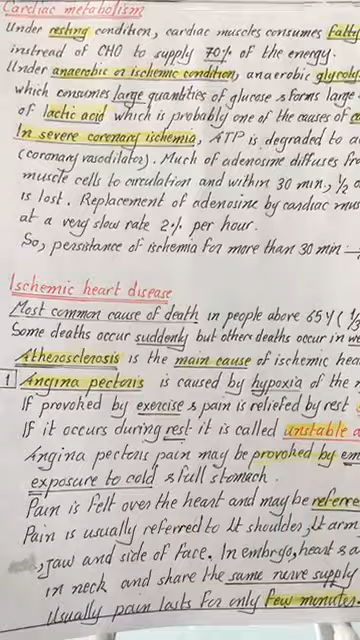 Cardiac metabolism
Under resting condition, cardiac muscles consumes fatty
instread of CHO to supply 70% of the energy.
Under anaerobic or ischemic condition, anaerobic glycoly
which consumes large quantities of glucose & forms large
of lactic acid which is probably one of the causes of
In severe coronary ischemia, ATP is degraded to a
(coronary vasodilator). Much of adenosine diffuses fr
muscle cells to circulation and within 30 min, 1/2
is lost. Replacement of adenosine by cardiac mus
at a very slow rate 2% per hour.
So, persistance of ischemia for more than 30 min
Ischemic heart disease
Most common cause of death in people above 65 Y (1/
Some deaths occur suddenly but other deaths occur in we
Atherosclerosis is the main cause of ischemic hea
1 Angina pectoris is caused by hypoxia of the
If provoked by exercise & pain is reliefed by rest
If it occurs during rest it is called unstable a
Angina pectoris pain may be provoked by em
exposure to cold & full stomach.
Pain is felt over the heart and may be referre
Pain is usually referred to Lt shoulder, Lt arm
, jaw and side of face. In embryo, heart & a
in neck and share the same nerve supply
Usually pain lasts for only few minutes.